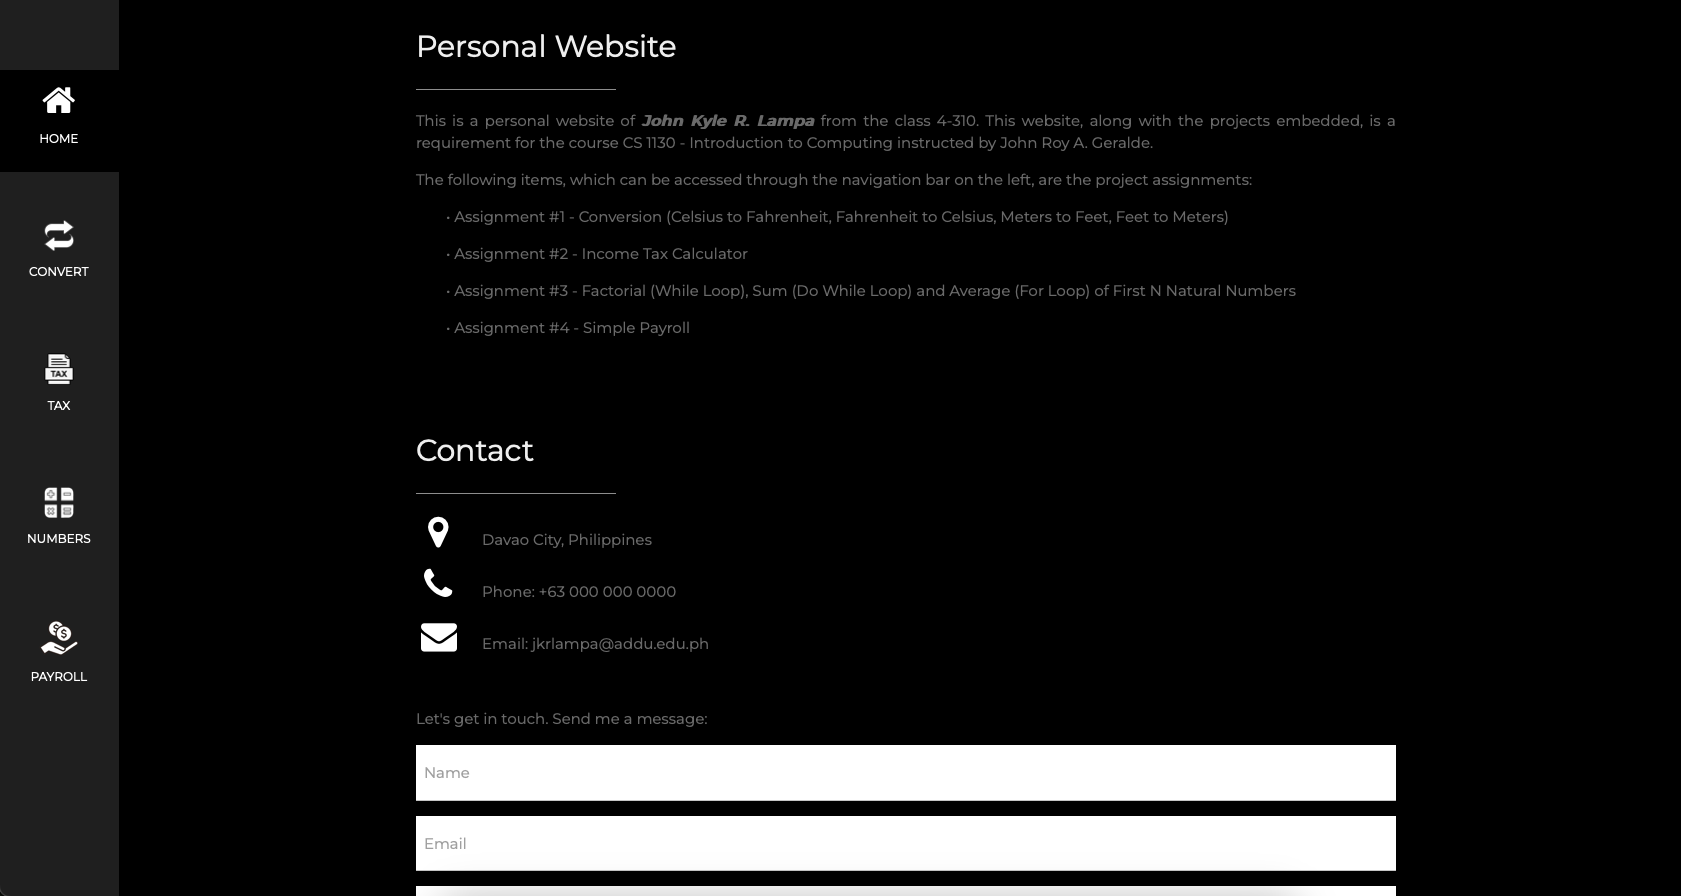 HOME
CONVERT
TAX
TAX
NUMBERS
PAYROLL
Personal Website
This is a personal website of John Kyle R. Lampa from the class 4-310. This website, along with the projects embedded, is a
requirement for the course CS 1130 - Introduction to Computing instructed by John Roy A. Geralde.
The following items, which can be accessed through the navigation bar on the left, are the project assignments:
• Assignment #1 - Conversion (Celsius to Fahrenheit, Fahrenheit to Celsius, Meters to Feet, Feet to Meters)
• Assignment #2 - Income Tax Calculator
• Assignment #3 - Factorial (While Loop), Sum (Do While Loop) and Average (For Loop) of First N Natural Numbers
• Assignment #4 - Simple Payroll
Contact
Davao City, Philippines
Phone: +63 000 000 0000
Email: jkrlampa@addu.edu.ph
Let's get in touch. Send me a message:
Name
Email